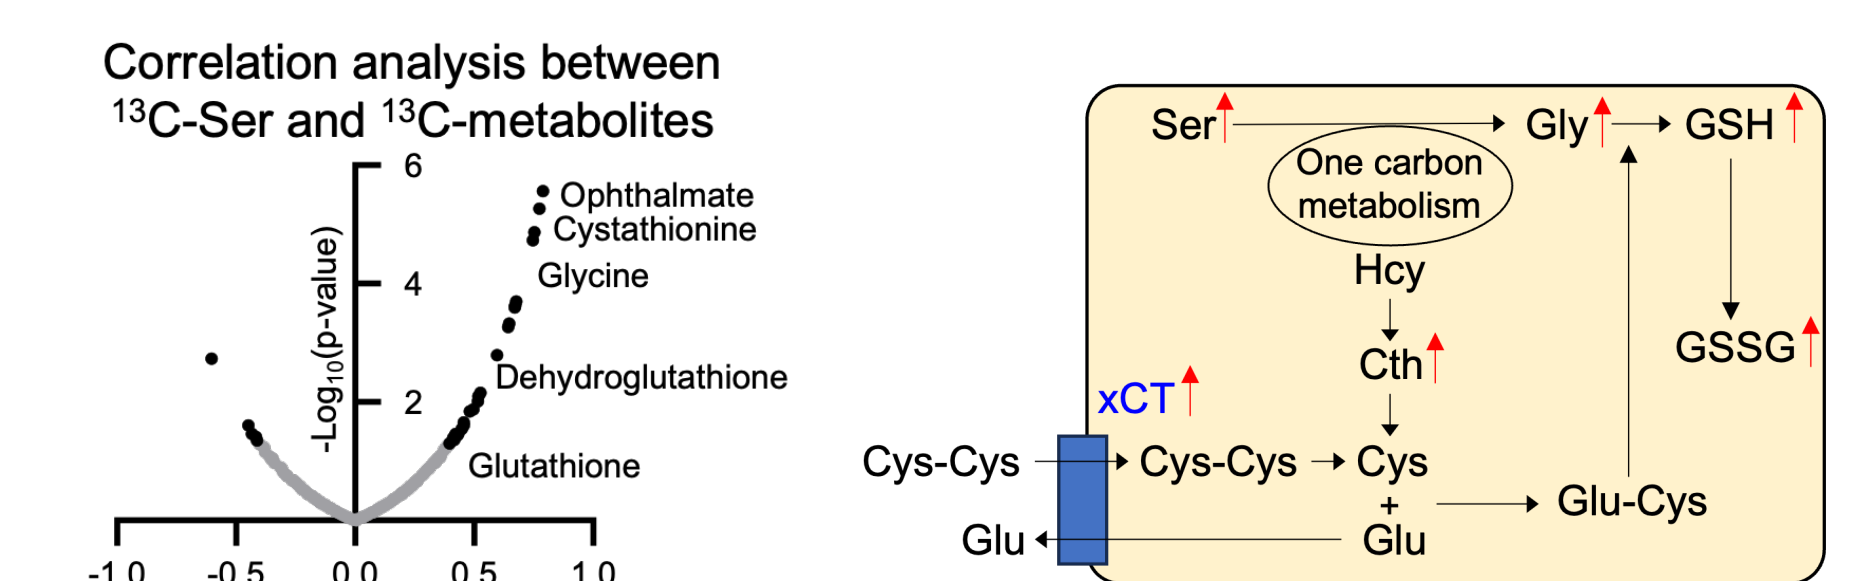 Correlation analysis between
¹³C-Ser and ¹³C-metabolites
6
4
2
-Log₁₀(p-value)
Ophthalmate
Cystathionine
Glycine
Dehydroglutathione
Glutathione
-1.0 -0.5 0.0 0.5 1.0
Ser Gly GSH
One carbon
metabolism
Hcy
Cth
GSSG
xCT
Cys-Cys Cys-Cys Cys
+
Glu-Cys
Glu Glu